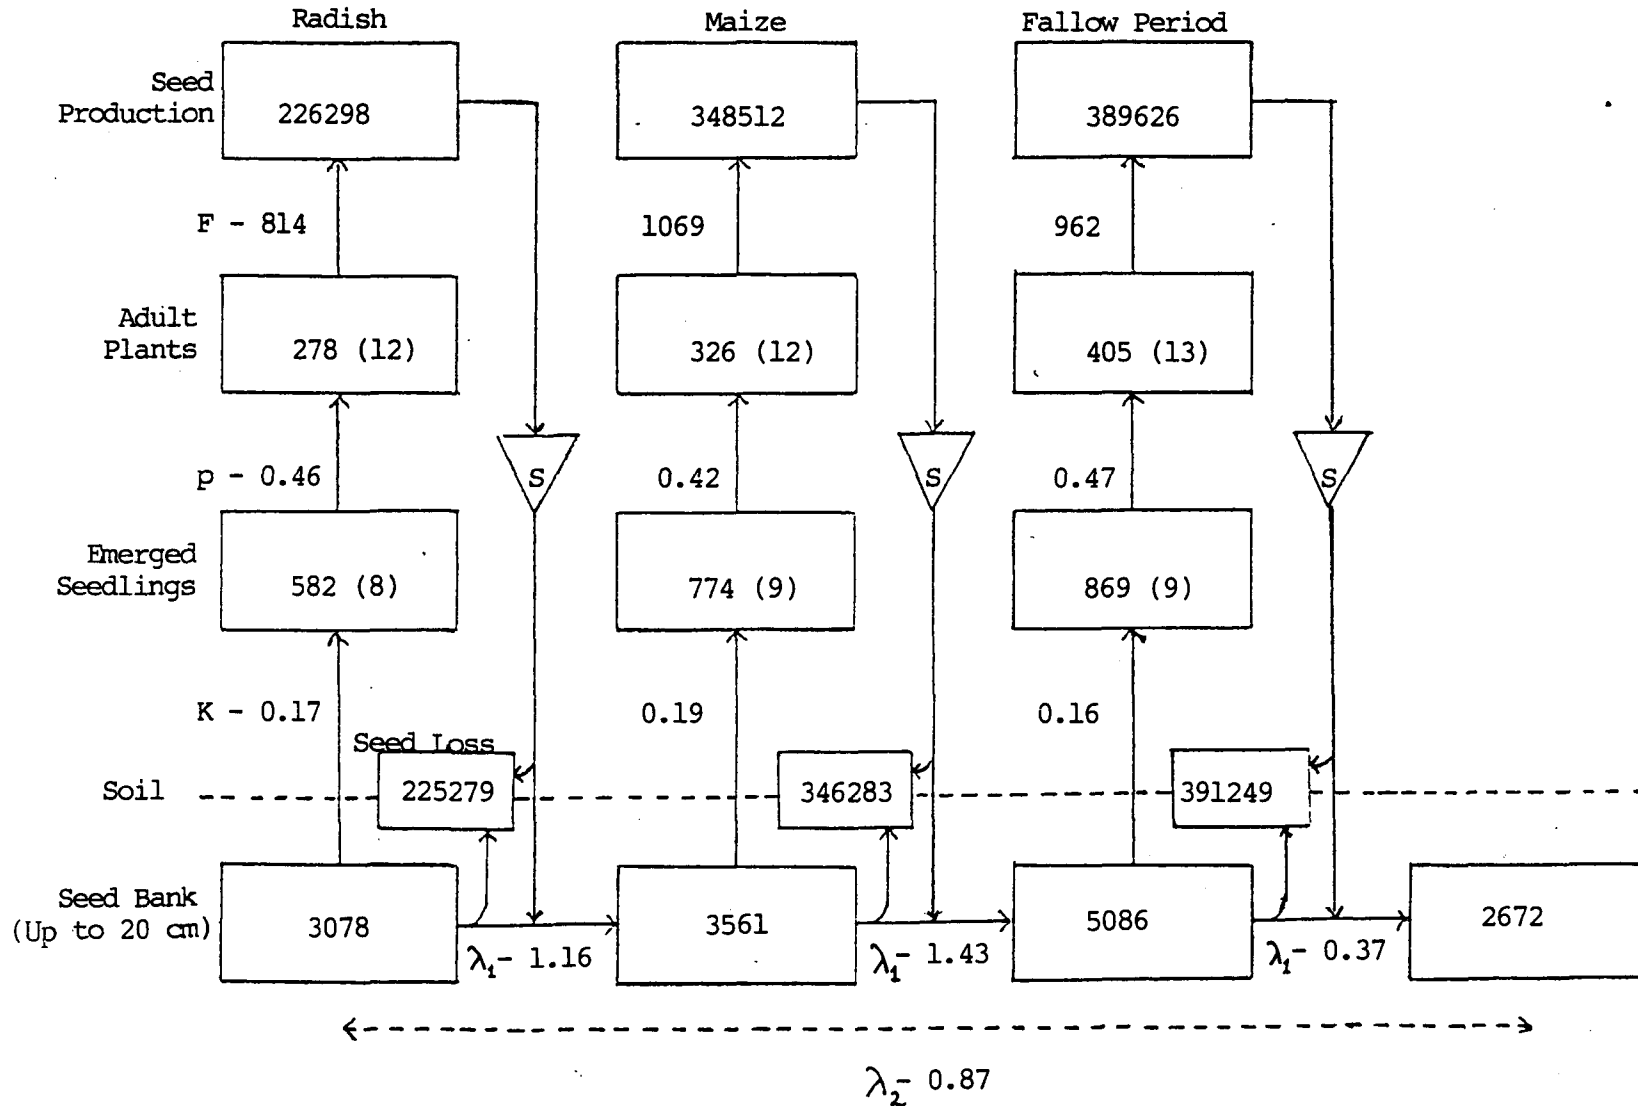 Radish Maize Fallow Period
Seed
Production
226298 348512 389626
F - 814 1069 962
Adult
Plants
278 (12) 326 (12) 405 (13)
S S S
p - 0.46 0.42 0.47
Emerged
Seedlings
582 (8) 774 (9) 869 (9)
K - 0.17 0.19 0.16
Seed Loss
Soil 225279 346283 391249
Seed Bank
(Up to 20 cm)
3078 3561 5086 2672
λ₁- 1.16 λ₁- 1.43 λ₁- 0.37
λ₂- 0.87